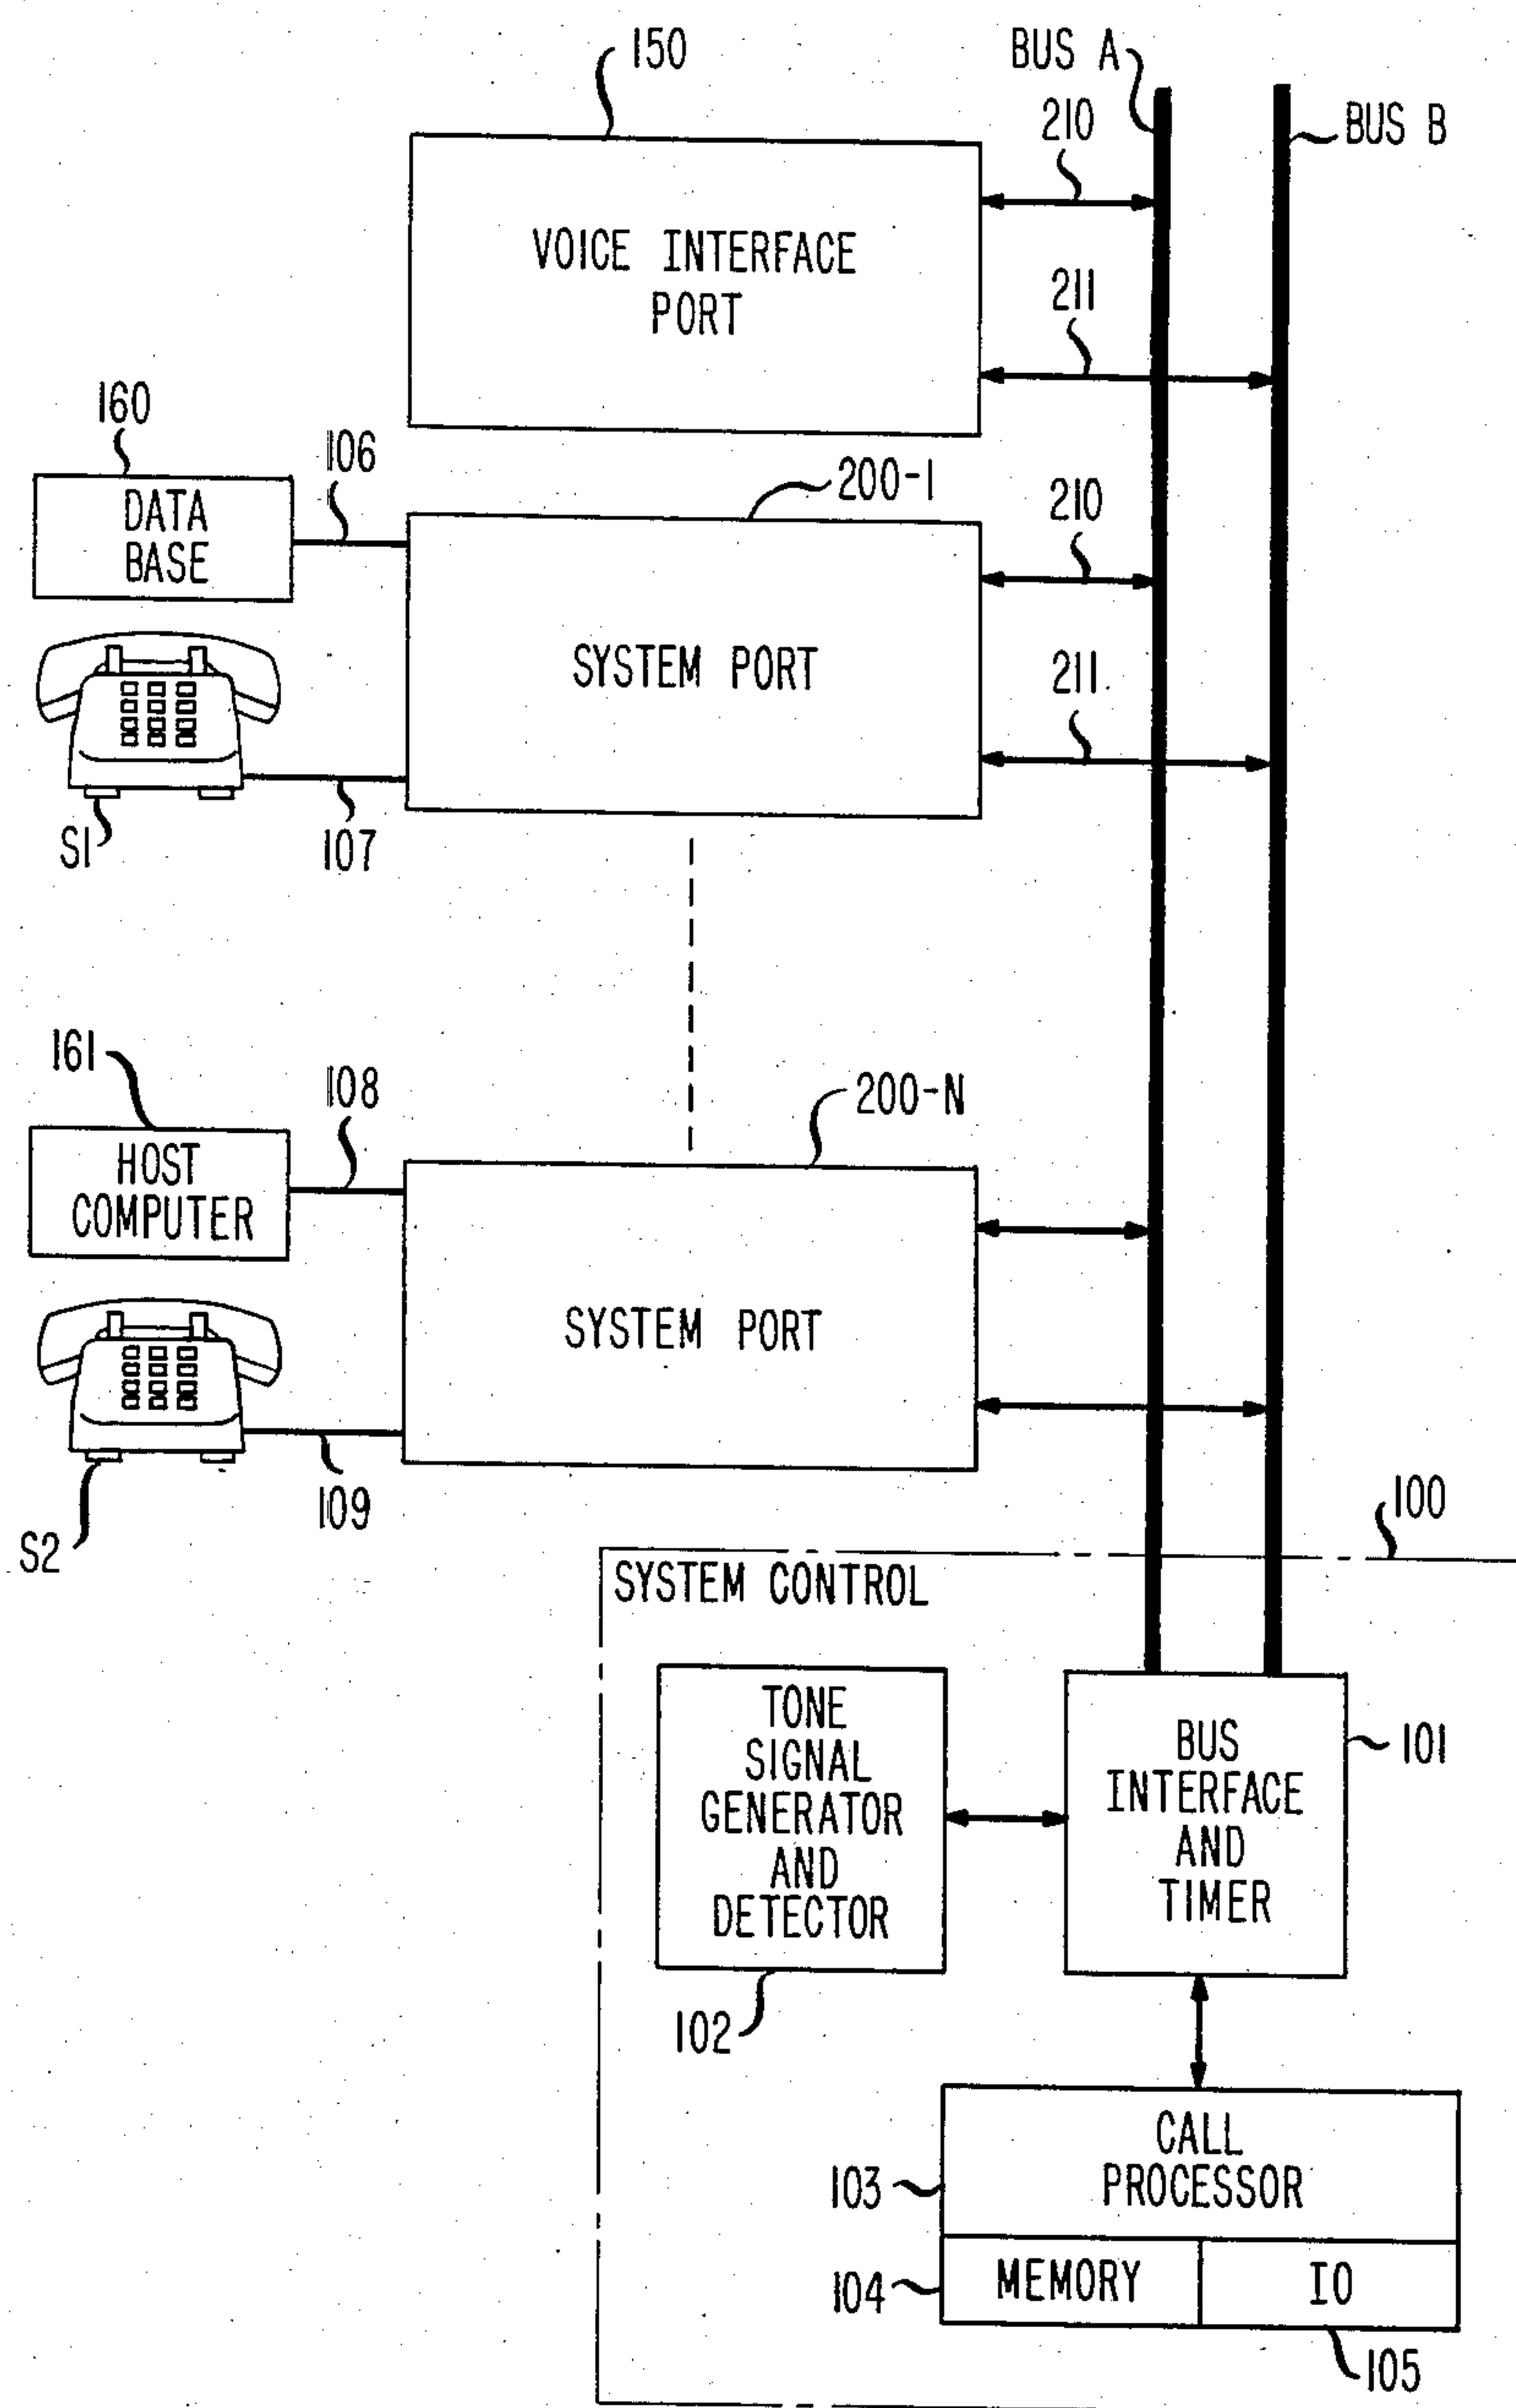 150
BUS A
210
BUS B
VOICE INTERFACE
PORT
211
160
106
200-1
210
DATA
BASE
SYSTEM PORT
211
S1
107
161
108
200-N
HOST
COMPUTER
SYSTEM PORT
109
S2
100
SYSTEM CONTROL
TONE
SIGNAL
GENERATOR
AND
DETECTOR
BUS
INTERFACE
AND
TIMER
101
102
CALL
PROCESSOR
103
104
MEMORY
IO
105